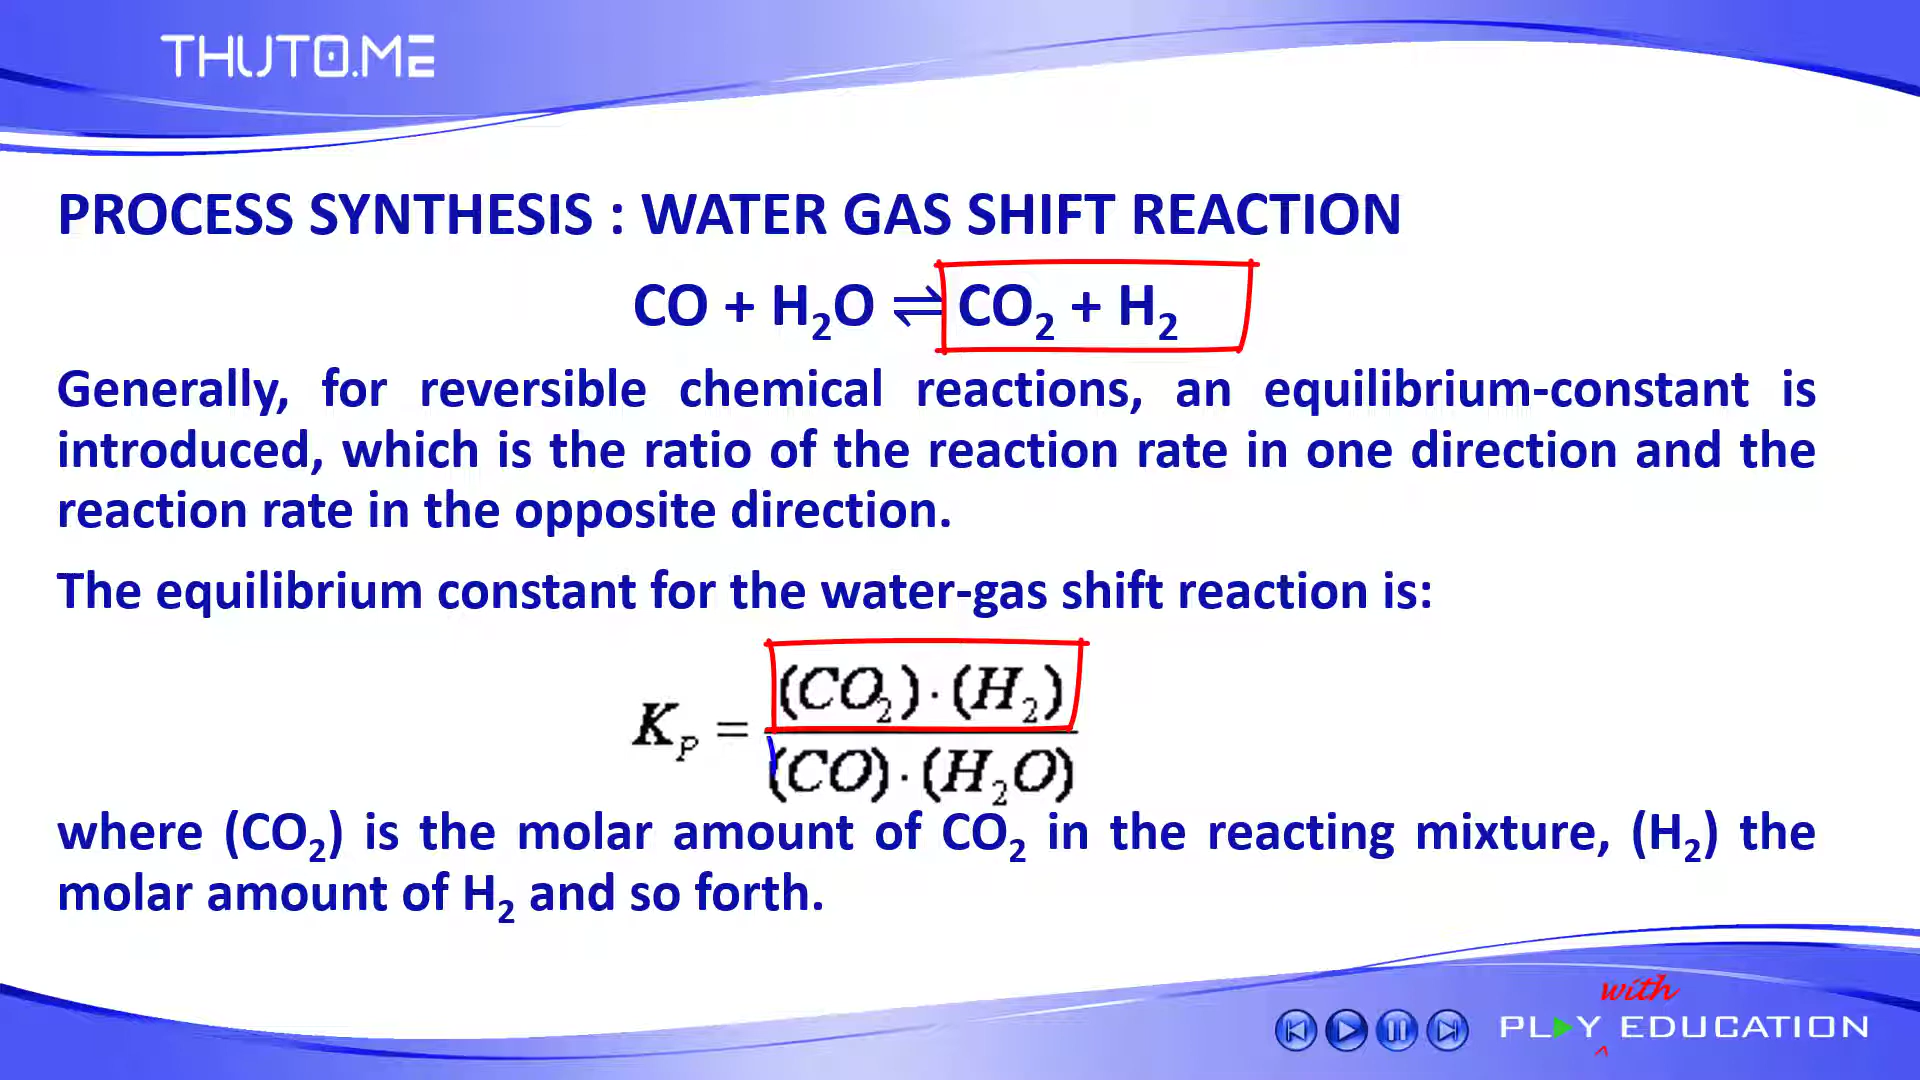 THUTO.ME
PROCESS SYNTHESIS : WATER GAS SHIFT REACTION
CO + H₂O ⇌ CO₂ + H₂
Generally, for reversible chemical reactions, an equilibrium-constant is
introduced, which is the ratio of the reaction rate in one direction and the
reaction rate in the opposite direction.
The equilibrium constant for the water-gas shift reaction is:
K_P = (CO₂)·(H₂) / (CO)·(H₂O)
where (CO₂) is the molar amount of CO₂ in the reacting mixture, (H₂) the
molar amount of H₂ and so forth.
with
PLAY EDUCATION